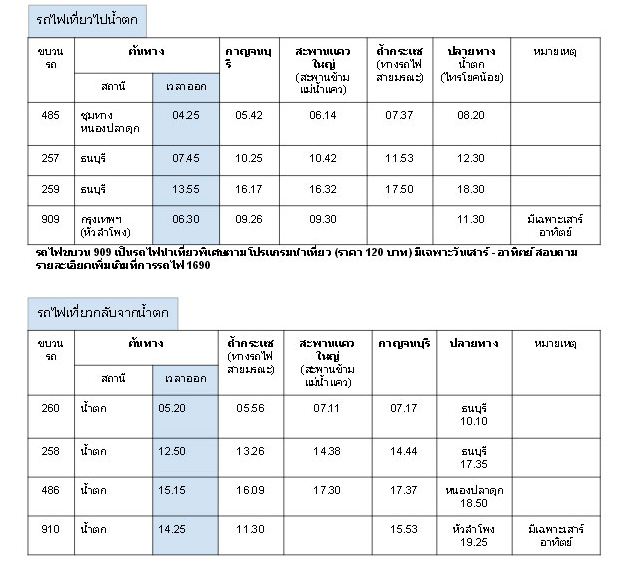 รถไฟเที่ยวไปน้ำตก
ขบวนรถ ต้นทาง กาญจนบุรี สะพานแควใหญ่ (สะพานข้ามแม่น้ำแคว) ถ้ำกระแซ (ทางรถไฟสายมรณะ) ปลายทาง น้ำตก (ไทรโยคน้อย) หมายเหตุ
สถานี เวลาออก
485 ชุมทางหนองปลาดุก 04.25 05.42 06.14 07.37 08.20
257 ธนบุรี 07.45 10.25 10.42 11.53 12.30
259 ธนบุรี 13.55 16.17 16.32 17.50 18.30
909 กรุงเทพฯ (หัวลำโพง) 06.30 09.26 09.30 11.30 มีเฉพาะเสาร์อาทิตย์
รถไฟขบวน 909 เป็นรถไฟนำเที่ยวพิเศษตามโปรแกรมนำเที่ยว (ราคา 120 บาท) มีเฉพาะวันเสาร์ - อาทิตย์ สอบถาม
รายละเอียดเพิ่มเติมที่การรถไฟ 1690
รถไฟเที่ยวกลับจากน้ำตก
ขบวนรถ ต้นทาง ถ้ำกระแซ (ทางรถไฟสายมรณะ) สะพานแควใหญ่ (สะพานข้ามแม่น้ำแคว) กาญจนบุรี ปลายทาง หมายเหตุ
สถานี เวลาออก
260 น้ำตก 05.20 05.56 07.11 07.17 ธนบุรี 10.10
258 น้ำตก 12.50 13.26 14.38 14.44 ธนบุรี 17.35
486 น้ำตก 15.15 16.09 17.30 17.37 หนองปลาดุก 18.50
910 น้ำตก 14.25 11.30 15.53 หัวลำโพง 19.25 มีเฉพาะเสาร์อาทิตย์